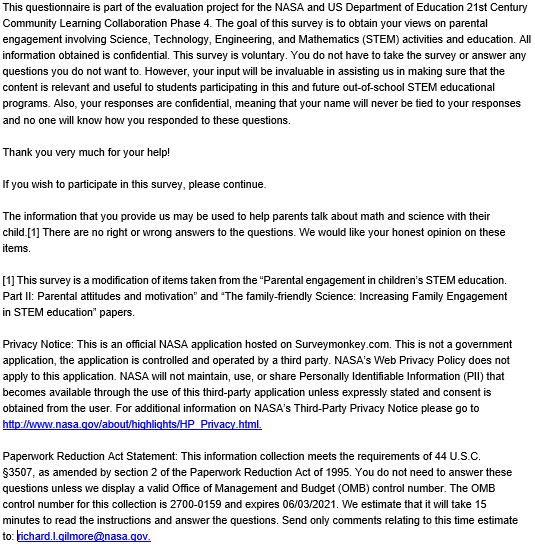 This questionnaire is part of the evaluation project for the NASA and US Department of Education 21st Century
Community Learning Collaboration Phase 4. The goal of this survey is to obtain your views on parental
engagement involving Science, Technology, Engineering, and Mathematics (STEM) activities and education. All
information obtained is confidential. This survey is voluntary. You do not have to take the survey or answer any
questions you do not want to. However, your input will be invaluable in assisting us in making sure that the
content is relevant and useful to students participating in this and future out-of-school STEM educational
programs. Also, your responses are confidential, meaning that your name will never be tied to your responses
and no one will know how you responded to these questions.
Thank you very much for your help!
If you wish to participate in this survey, please continue.
The information that you provide us may be used to help parents talk about math and science with their
child.[1] There are no right or wrong answers to the questions. We would like your honest opinion on these
items.
[1] This survey is a modification of items taken from the “Parental engagement in children’s STEM education.
Part II: Parental attitudes and motivation” and “The family-friendly Science: Increasing Family Engagement
in STEM education” papers.
Privacy Notice: This is an official NASA application hosted on Surveymonkey.com. This is not a government
application, the application is controlled and operated by a third party. NASA’s Web Privacy Policy does not
apply to this application. NASA will not maintain, use, or share Personally Identifiable Information (PII) that
becomes available through the use of this third-party application unless expressly stated and consent is
obtained from the user. For additional information on NASA’s Third-Party Privacy Notice please go to
http://www.nasa.gov/about/highlights/HP_Privacy.html.
Paperwork Reduction Act Statement: This information collection meets the requirements of 44 U.S.C.
§3507, as amended by section 2 of the Paperwork Reduction Act of 1995. You do not need to answer these
questions unless we display a valid Office of Management and Budget (OMB) control number. The OMB
control number for this collection is 2700-0159 and expires 06/03/2021. We estimate that it will take 15
minutes to read the instructions and answer the questions. Send only comments relating to this time estimate
to: richard.l.gilmore@nasa.gov.